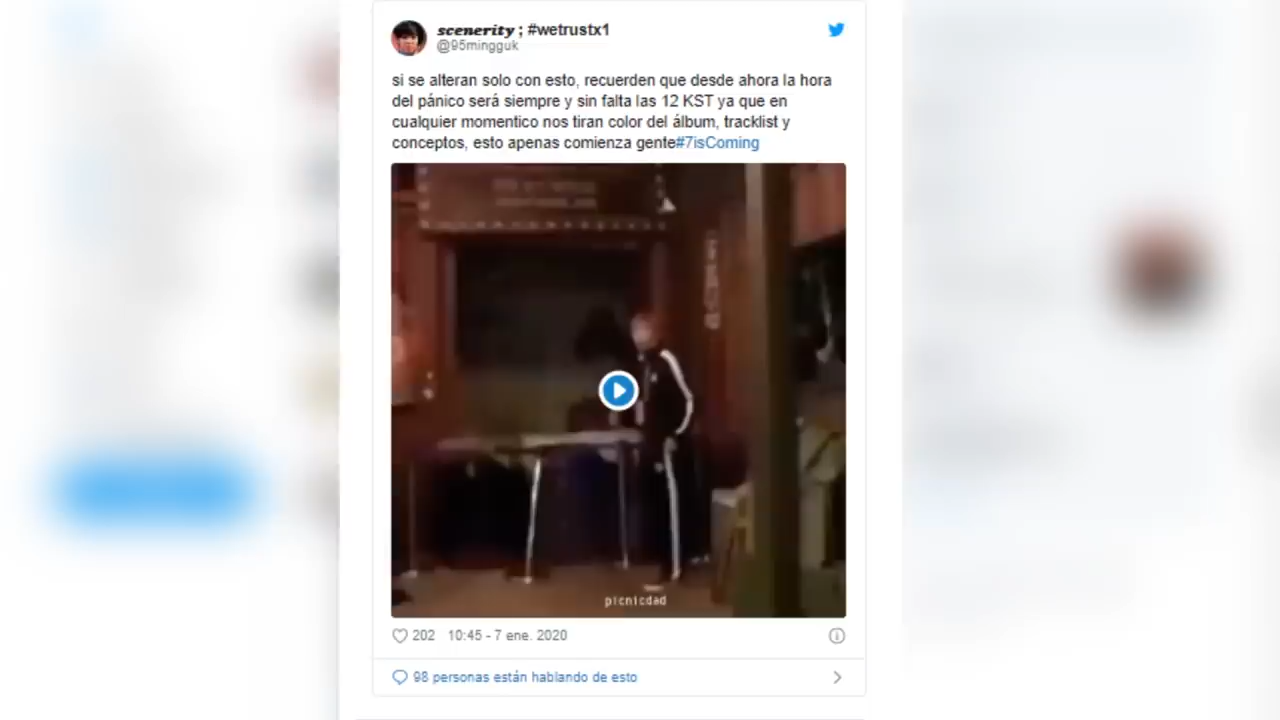 scenerity ; #wetrustx1
@95mingguk
si se alteran solo con esto, recuerden que desde ahora la hora
del pánico será siempre y sin falta las 12 KST ya que en
cualquier momentico nos tiran color del álbum, tracklist y
conceptos, esto apenas comienza gente#7isComing
picnicdad
202 10:45 - 7 ene. 2020
98 personas están hablando de esto